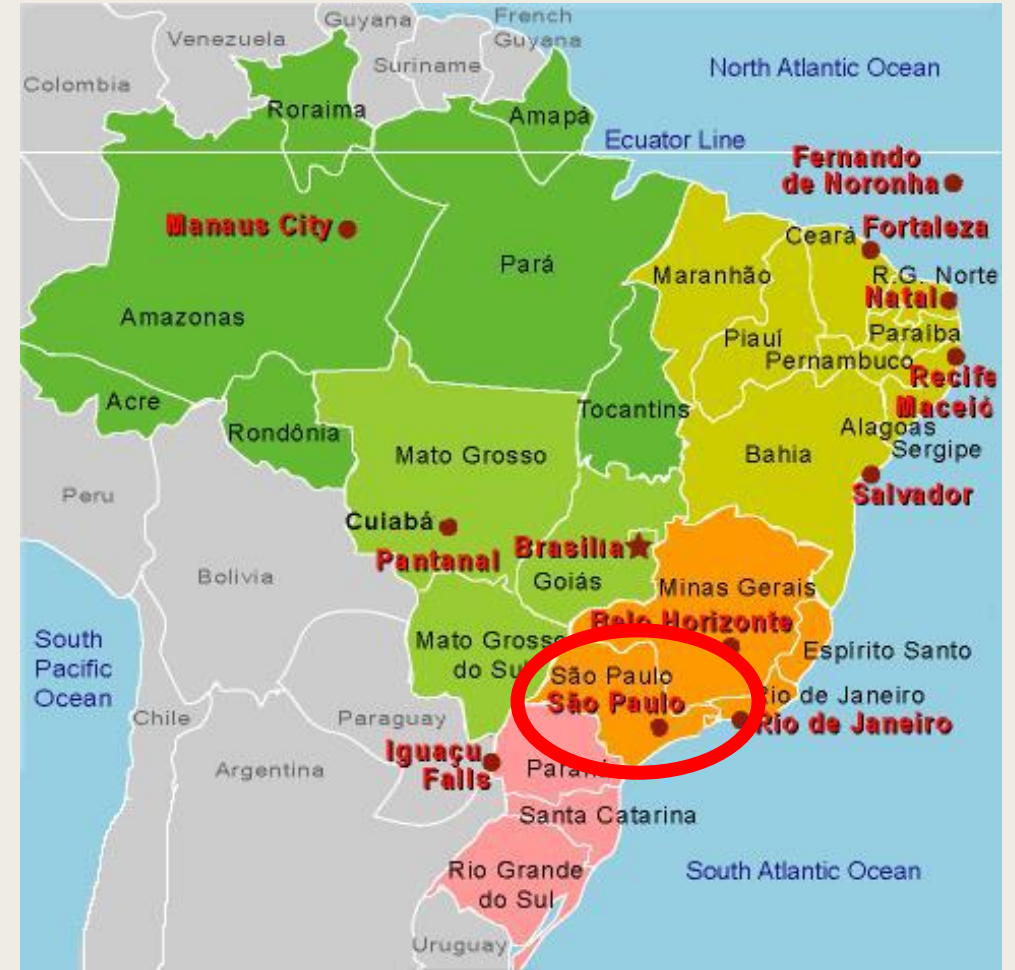 Guyana
French
Guyana
Venezuela
Suriname
Colombia
North Atlantic Ocean
Roraima
Amapá
Ecuator Line
Fernando
de Noronha
Manaus City
Ceará
Fortaleza
Pará
Maranhão
R.G. Norte
Natal
Amazonas
Piauí
Paraíba
Pernambuco
Recife
Acre
Tocantins
Maceió
Rondônia
Alagoas
Mato Grosso
Bahia
Sergipe
Peru
Salvador
Cuiabá
Pantanal
Brasilia
Bolivia
Goiás
Minas Gerais
Belo Horizonte
South
Pacific
Ocean
Mato Grosso
do Sul
Espírito Santo
São Paulo
São Paulo
Rio de Janeiro
Rio de Janeiro
Chile
Paraguay
Iguaçu
Falls
Argentina
Paraná
Santa Catarina
Rio Grande
do Sul
South Atlantic Ocean
Uruguay